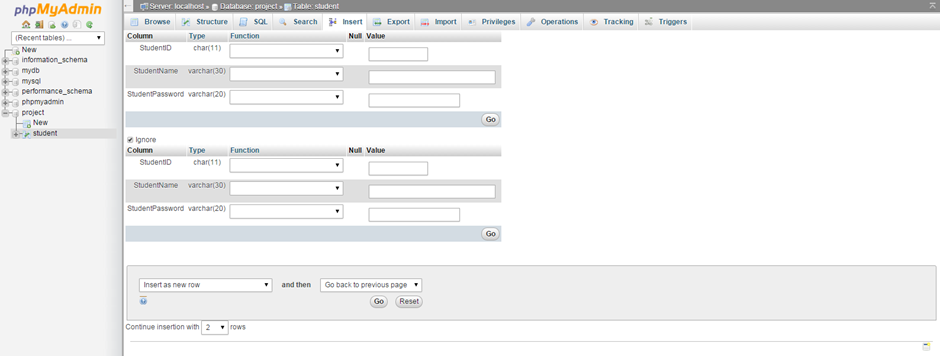 phpMyAdmin
(Recent tables) ...
New
information_schema
mydb
mysql
performance_schema
phpmyadmin
project
New
student
Server: localhost » Database: project » Table: student
Browse Structure SQL Search Insert Export Import Privileges Operations Tracking Triggers
Column Type Function Null Value
StudentID char(11)
StudentName varchar(30)
StudentPassword varchar(20)
Go
Ignore
Column Type Function Null Value
StudentID char(11)
StudentName varchar(30)
StudentPassword varchar(20)
Go
Insert as new row and then Go back to previous page
Go Reset
Continue insertion with 2 rows